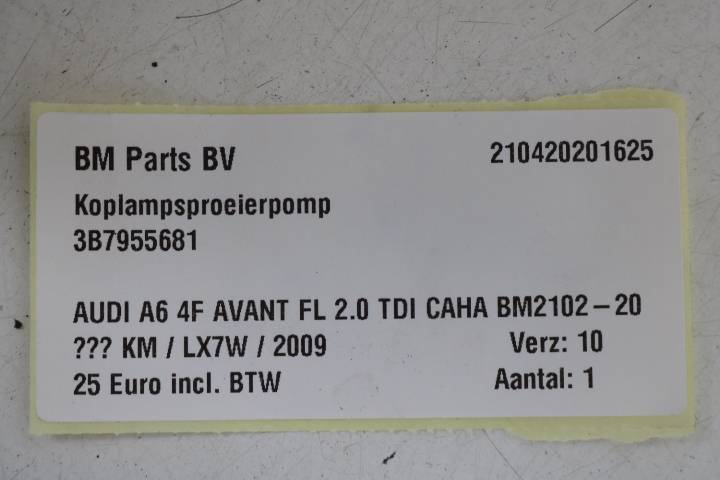 BM Parts BV 210420201625
Koplampsproeierpomp
3B7955681
AUDI A6 4F AVANT FL 2.0 TDI CAHA BM2102-20
??? KM / LX7W / 2009 Verz: 10
25 Euro incl. BTW Aantal: 1